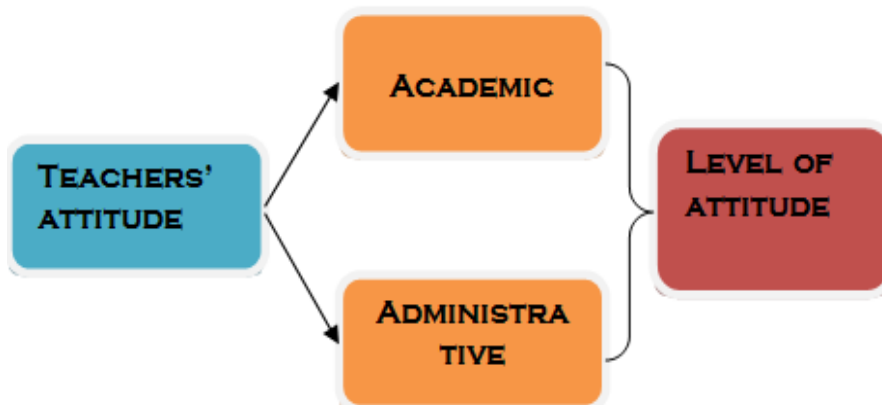 ACADEMIC
TEACHERS'
ATTITUDE
LEVEL OF
ATTITUDE
ADMINISTRA
TIVE